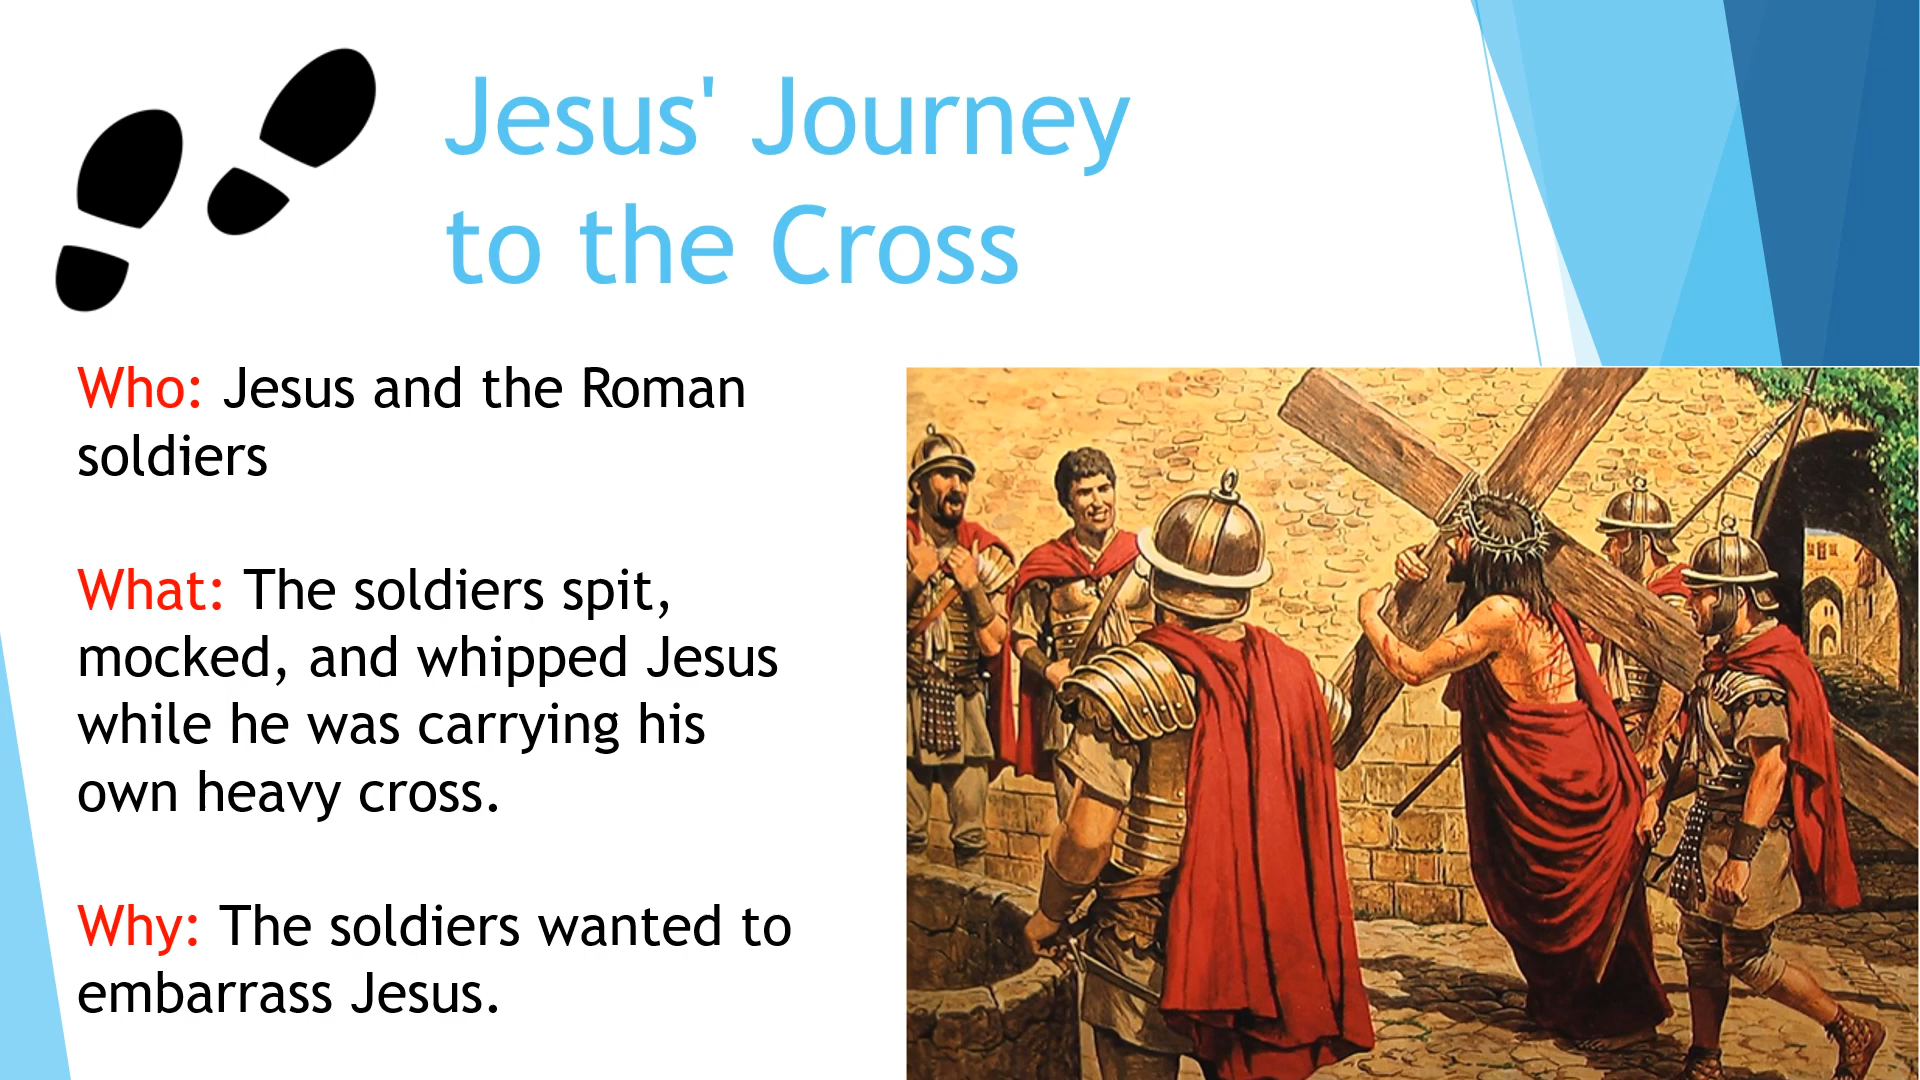 Jesus' Journey
to the Cross
Who: Jesus and the Roman
soldiers
What: The soldiers spit,
mocked, and whipped Jesus
while he was carrying his
own heavy cross.
Why: The soldiers wanted to
embarrass Jesus.